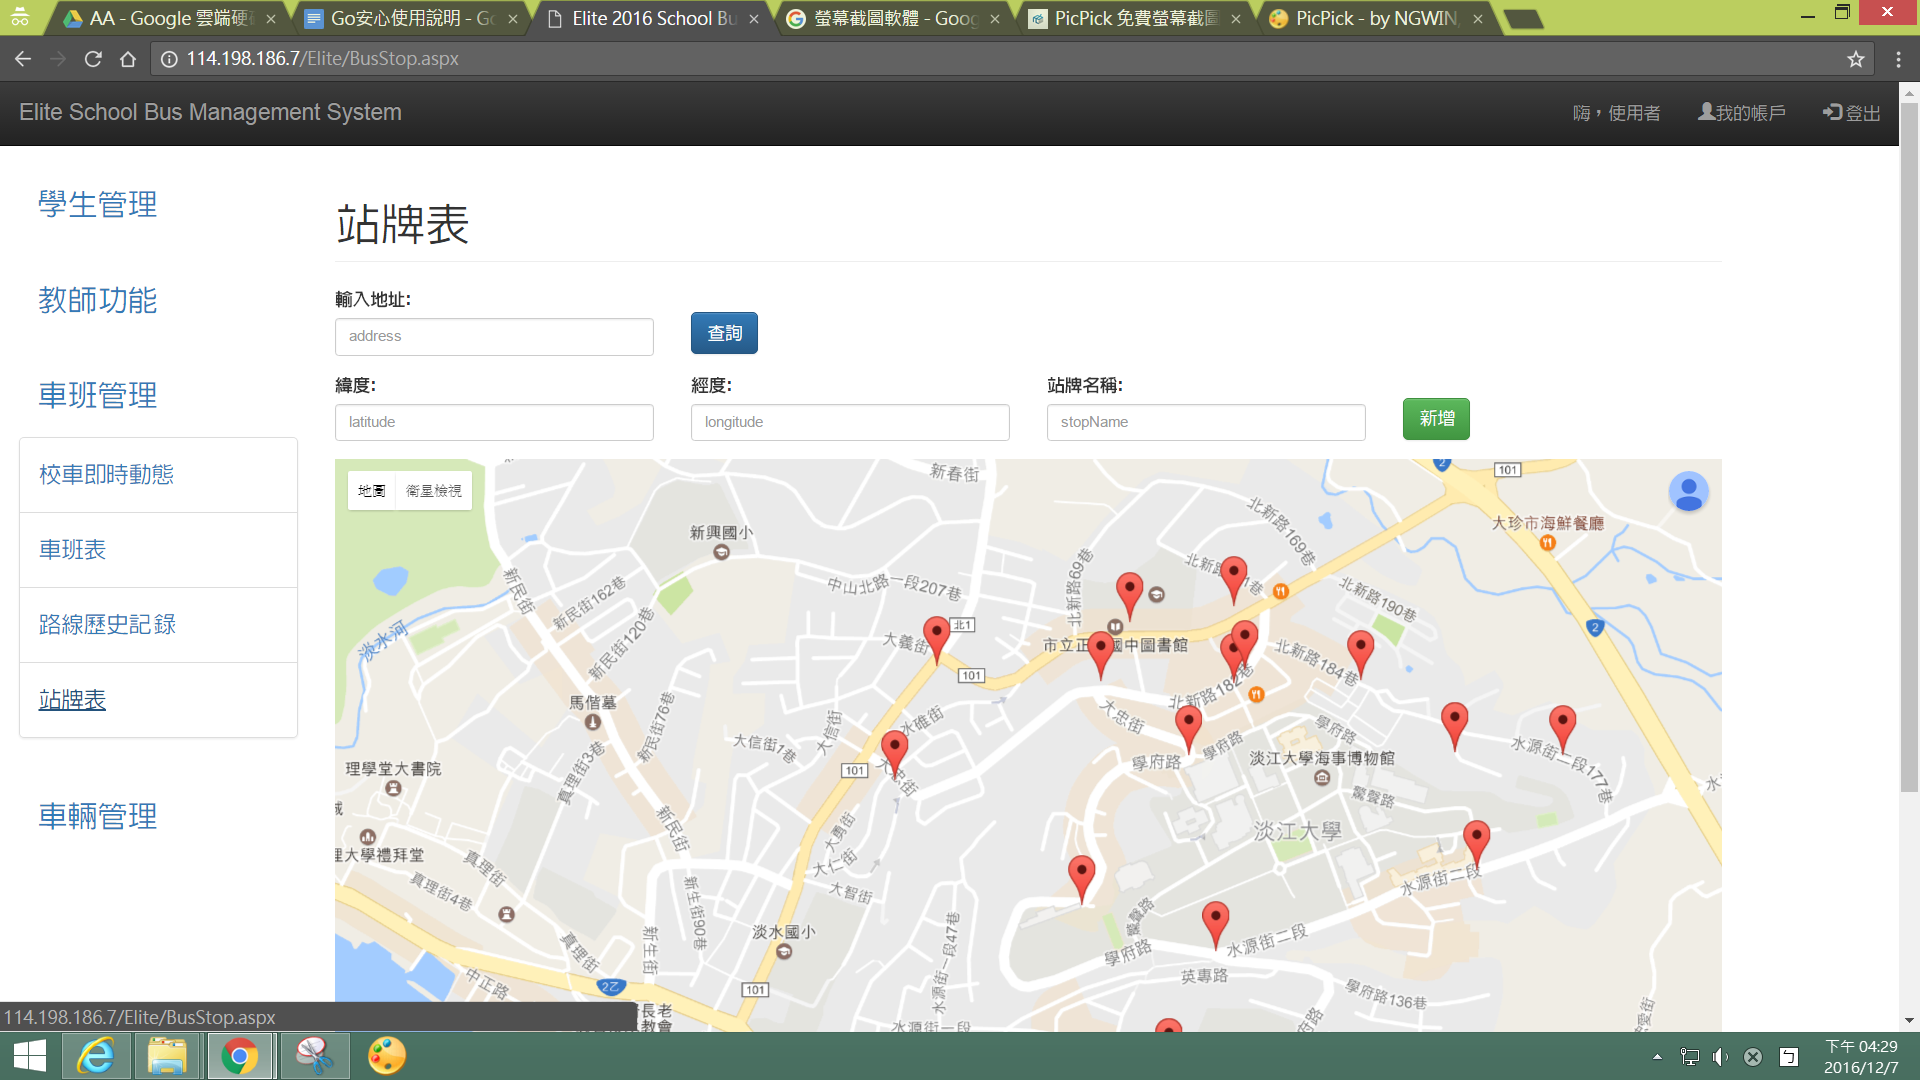 AA - Google 雲端硬
Go安心使用說明 - Go
Elite 2016 School Bu
螢幕截圖軟體 - Goog
PicPick 免費螢幕截圖
PicPick - by NGWIN,
114.198.186.7/Elite/BusStop.aspx
Elite School Bus Management System
嗨，使用者
我的帳戶
登出
學生管理
教師功能
車班管理
校車即時動態
車班表
路線歷史記錄
站牌表
車輛管理
站牌表
輸入地址:
address
查詢
緯度:
latitude
經度:
longitude
站牌名稱:
stopName
新增
地圖
衛星檢視
新春街
2
101
大珍市海鮮餐廳
北新路169巷
新興國小
新民街
新民街162巷
新民街120巷
中山北路一段207巷
北新路69巷
北新路190巷
2
淡水河
大義街
北1
101
市立正
國中圖書館
北新路184巷
北新路182巷
馬偕墓
新民街76巷
大信街
水碓街
大忠街
學府路
學府路
學府路
淡江大學海事博物館
水源街二段177巷
大信街1巷
真理街3巷
101
大忠街
理學堂大書院
驚聲路
淡江大學
新民街
大勇街
大仁街
大智街
理大學禮拜堂
真理街
真理街4巷
水源街二段
新生街90巷
新生街
淡水國小
水源街一段47巷
驚聲路
學府路
水源街二段
英專路
真理街
中正路
2乙
101
學府路136巷
水源街一段
114.198.186.7/Elite/BusStop.aspx
下午 04:29
2016/12/7